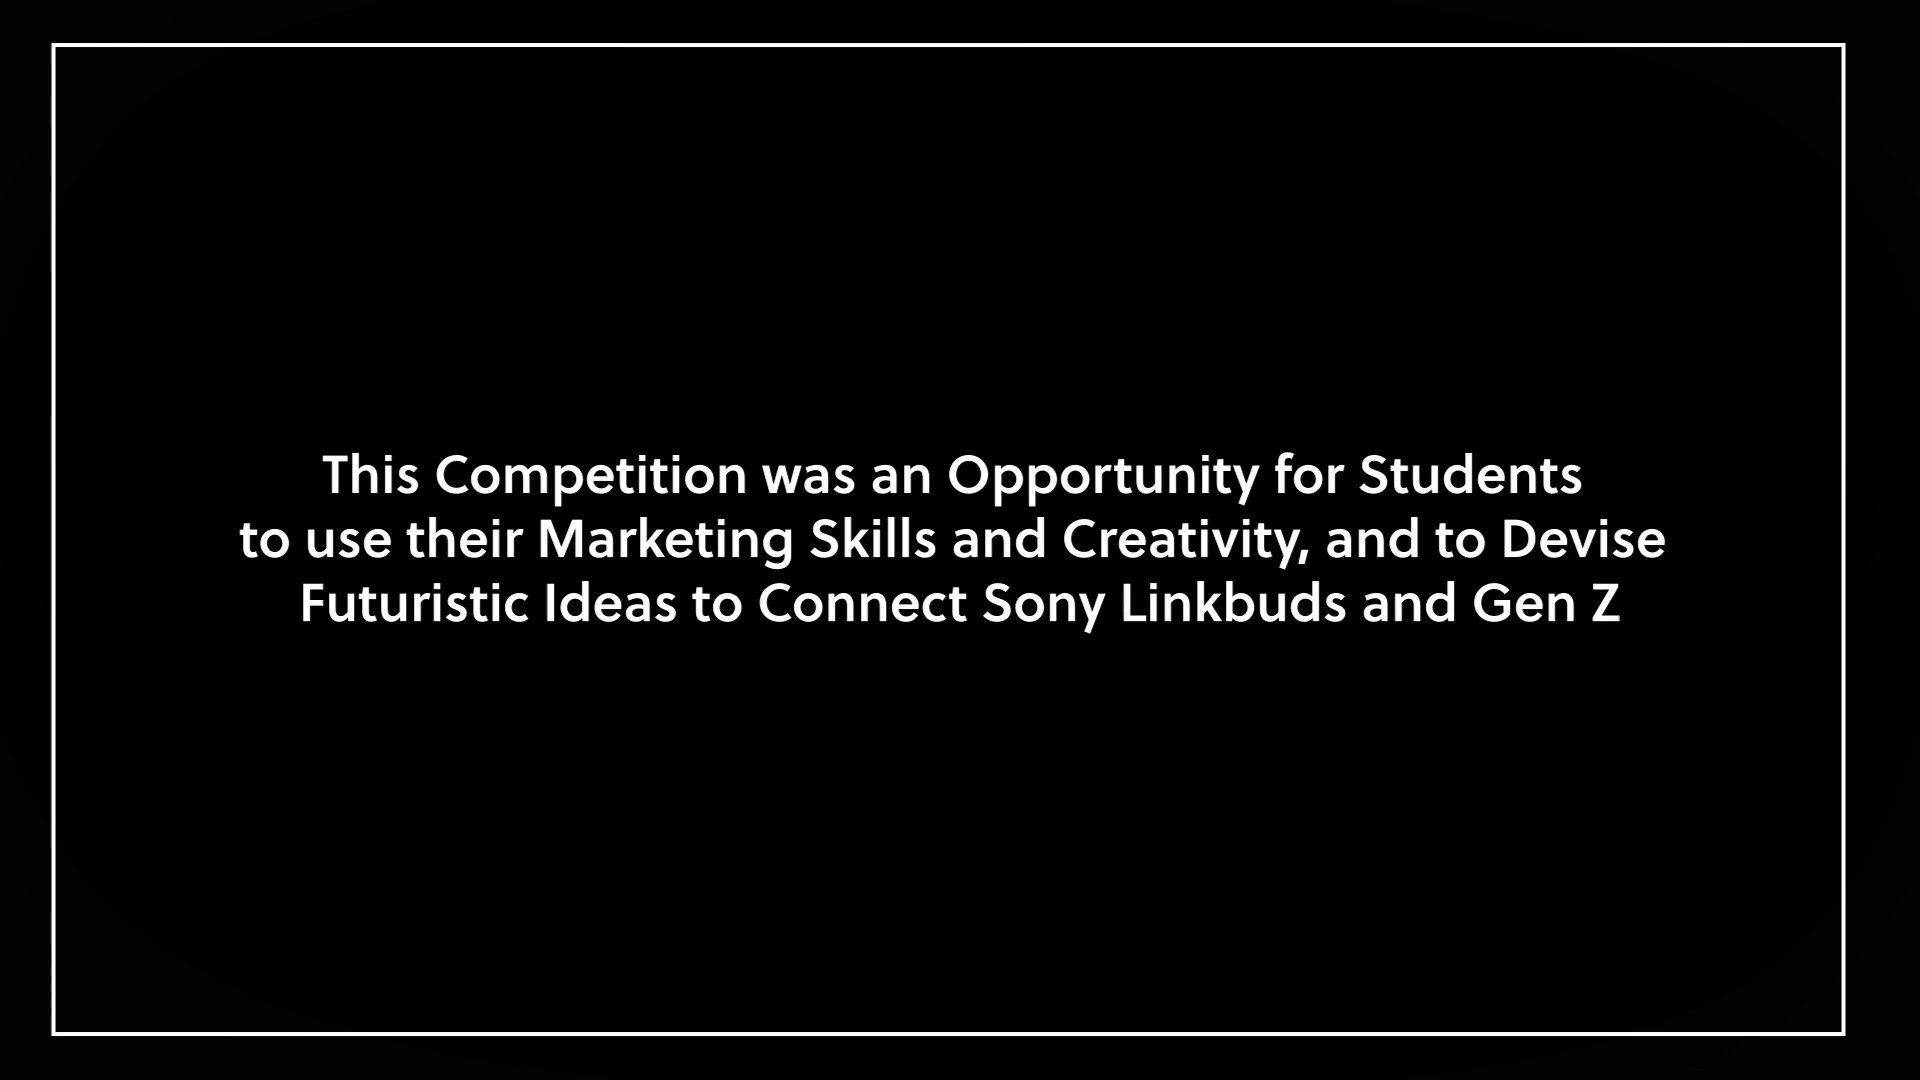 This Competition was an Opportunity for Students
to use their Marketing Skills and Creativity, and to Devise
Futuristic Ideas to Connect Sony Linkbuds and Gen Z